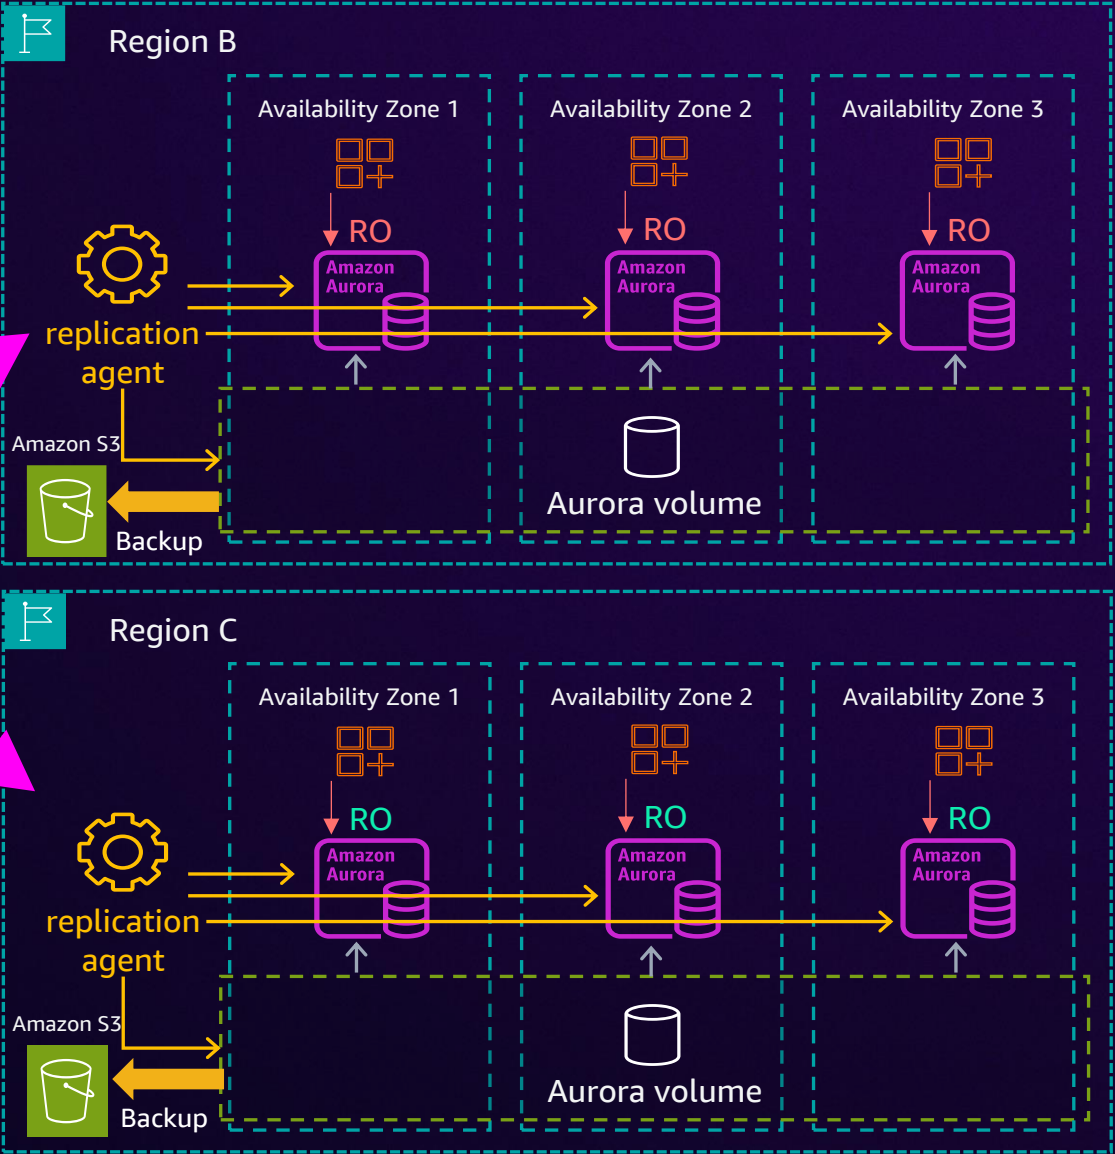 Region B
Availability Zone 1
Availability Zone 2
Availability Zone 3
RO
RO
RO
Amazon
Aurora
Amazon
Aurora
Amazon
Aurora
replication
agent
Amazon S3
Aurora volume
Backup
Region C
Availability Zone 1
Availability Zone 2
Availability Zone 3
RO
RO
RO
Amazon
Aurora
Amazon
Aurora
Amazon
Aurora
replication
agent
Amazon S3
Aurora volume
Backup